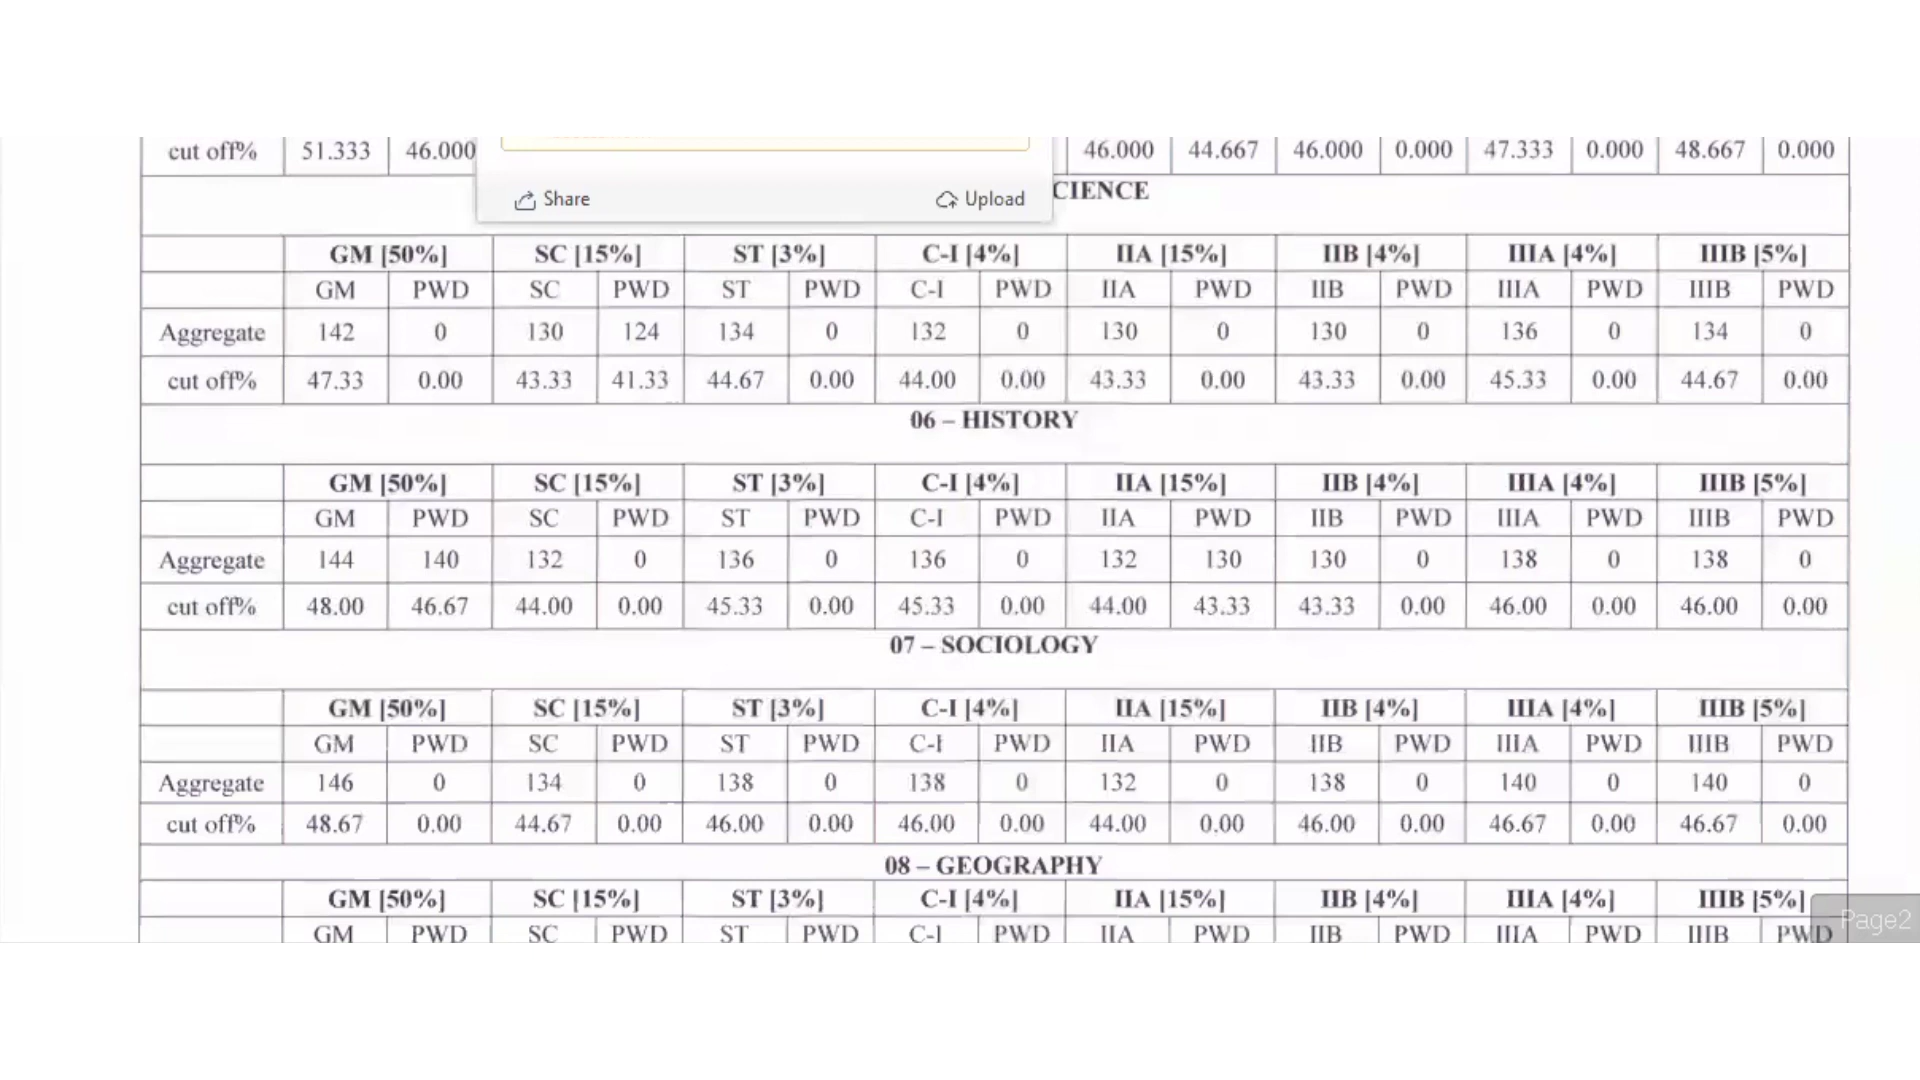 cut off% 51.333 46.000 46.000 44.667 46.000 0.000 47.333 0.000 48.667 0.000
Share Upload
CIENCE
GM [50%] SC [15%] ST [3%] C-I [4%] IIA [15%] IIB [4%] IIIA [4%] IIIB [5%]
GM PWD SC PWD ST PWD C-I PWD IIA PWD IIB PWD IIIA PWD IIIB PWD
Aggregate 142 0 130 124 134 0 132 0 130 0 130 0 136 0 134 0
cut off% 47.33 0.00 43.33 41.33 44.67 0.00 44.00 0.00 43.33 0.00 43.33 0.00 45.33 0.00 44.67 0.00
06 – HISTORY
GM [50%] SC [15%] ST [3%] C-I [4%] IIA [15%] IIB [4%] IIIA [4%] IIIB [5%]
GM PWD SC PWD ST PWD C-I PWD IIA PWD IIB PWD IIIA PWD IIIB PWD
Aggregate 144 140 132 0 136 0 136 0 132 130 130 0 138 0 138 0
cut off% 48.00 46.67 44.00 0.00 45.33 0.00 45.33 0.00 44.00 43.33 43.33 0.00 46.00 0.00 46.00 0.00
07 – SOCIOLOGY
GM [50%] SC [15%] ST [3%] C-I [4%] IIA [15%] IIB [4%] IIIA [4%] IIIB [5%]
GM PWD SC PWD ST PWD C-I PWD IIA PWD IIB PWD IIIA PWD IIIB PWD
Aggregate 146 0 134 0 138 0 138 0 132 0 138 0 140 0 140 0
cut off% 48.67 0.00 44.67 0.00 46.00 0.00 46.00 0.00 44.00 0.00 46.00 0.00 46.67 0.00 46.67 0.00
08 – GEOGRAPHY
GM [50%] SC [15%] ST [3%] C-I [4%] IIA [15%] IIB [4%] IIIA [4%] IIIB [5%]
GM PWD SC PWD ST PWD C-I PWD IIA PWD IIB PWD IIIA PWD IIIB PWD
Page2